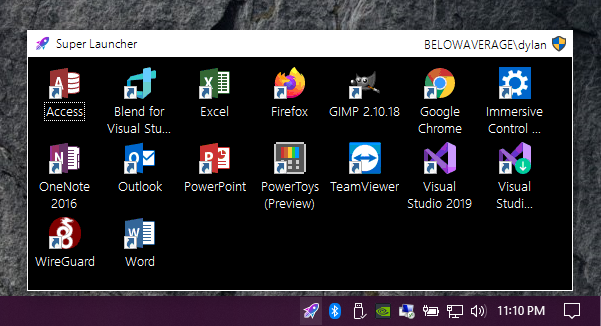 Super Launcher
BELOWAVERAGE\dylan
Access
Blend for
Visual Stu...
Excel
Firefox
GIMP 2.10.18
Google
Chrome
Immersive
Control ...
OneNote
2016
Outlook
PowerPoint
PowerToys
(Preview)
TeamViewer
Visual
Studio 2019
Visual
Studi...
WireGuard
Word
11:10 PM